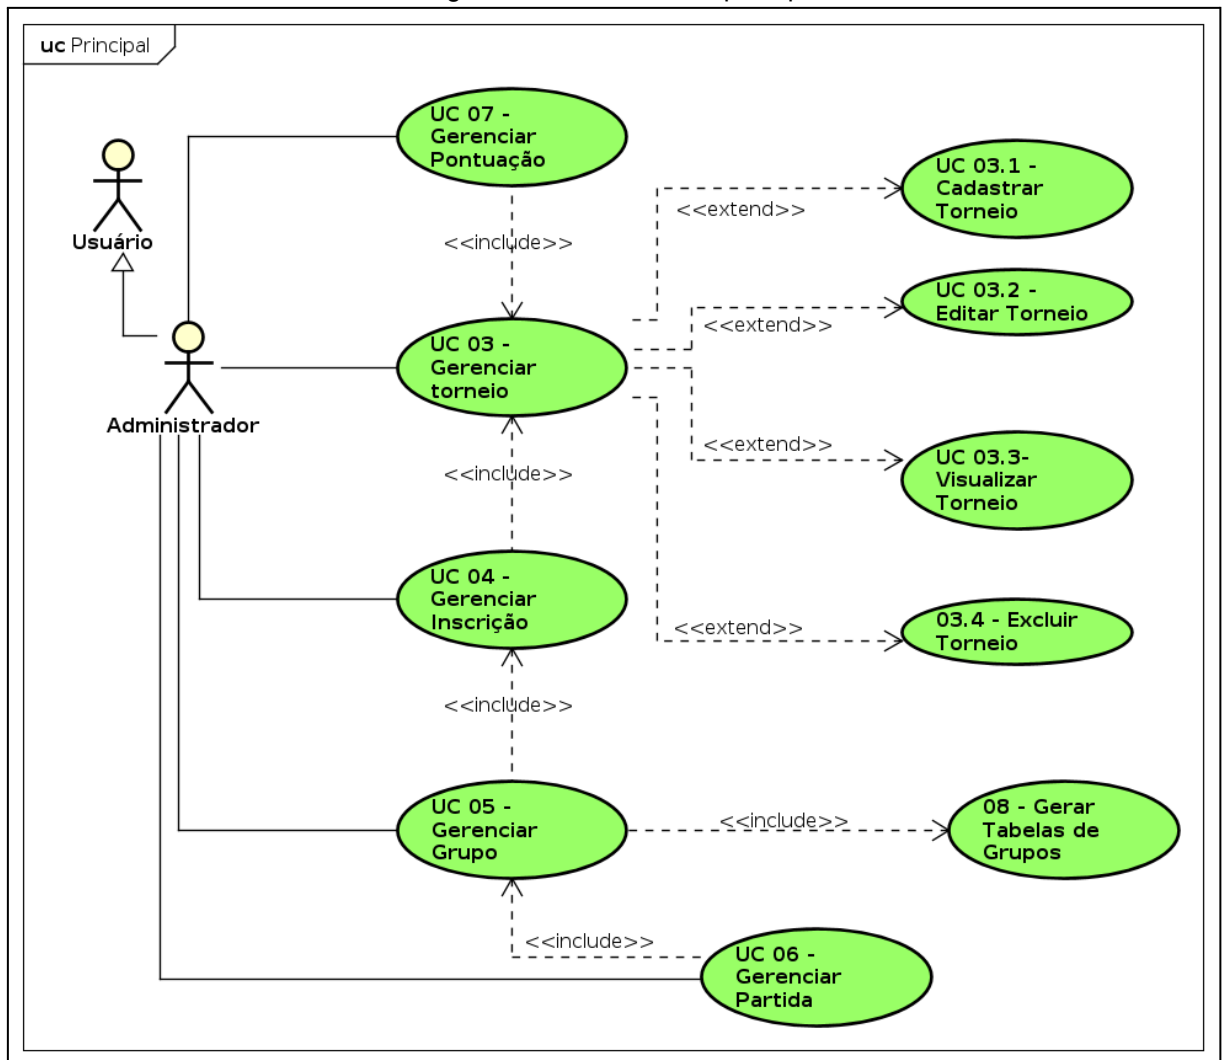 uc Principal
UC 07 -
Gerenciar
Pontuação
UC 03.1 -
Cadastrar
Torneio
<<extend>>
Usuário
<<include>>
UC 03.2 -
Editar Torneio
<<extend>>
UC 03 -
Gerenciar
torneio
Administrador
<<extend>>
UC 03.3-
Visualizar
Torneio
<<include>>
UC 04 -
Gerenciar
Inscrição
<<extend>>
03.4 - Excluir
Torneio
<<include>>
UC 05 -
Gerenciar
Grupo
<<include>>
08 - Gerar
Tabelas de
Grupos
<<include>>
UC 06 -
Gerenciar
Partida